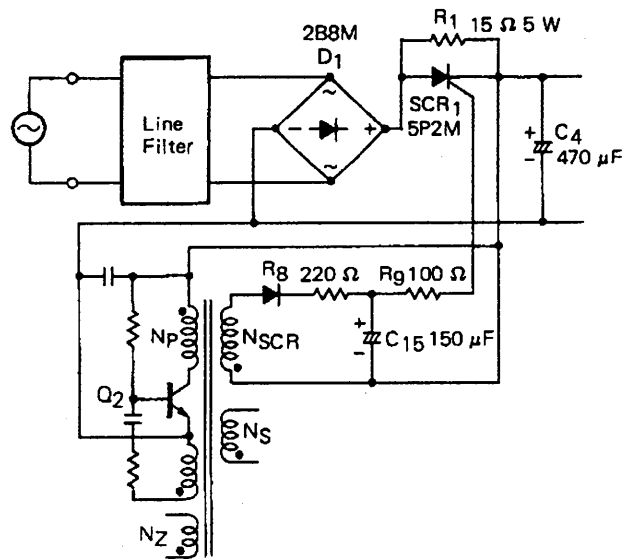 2B8M
D1
R1 15 Ω 5 W
Line
Filter
~
~
− +
SCR1
5P2M
+
−
C4
470 μF
R8 220 Ω R9 100 Ω
NP
NSCR
+
−
C15 150 μF
Q2
NS
NZ